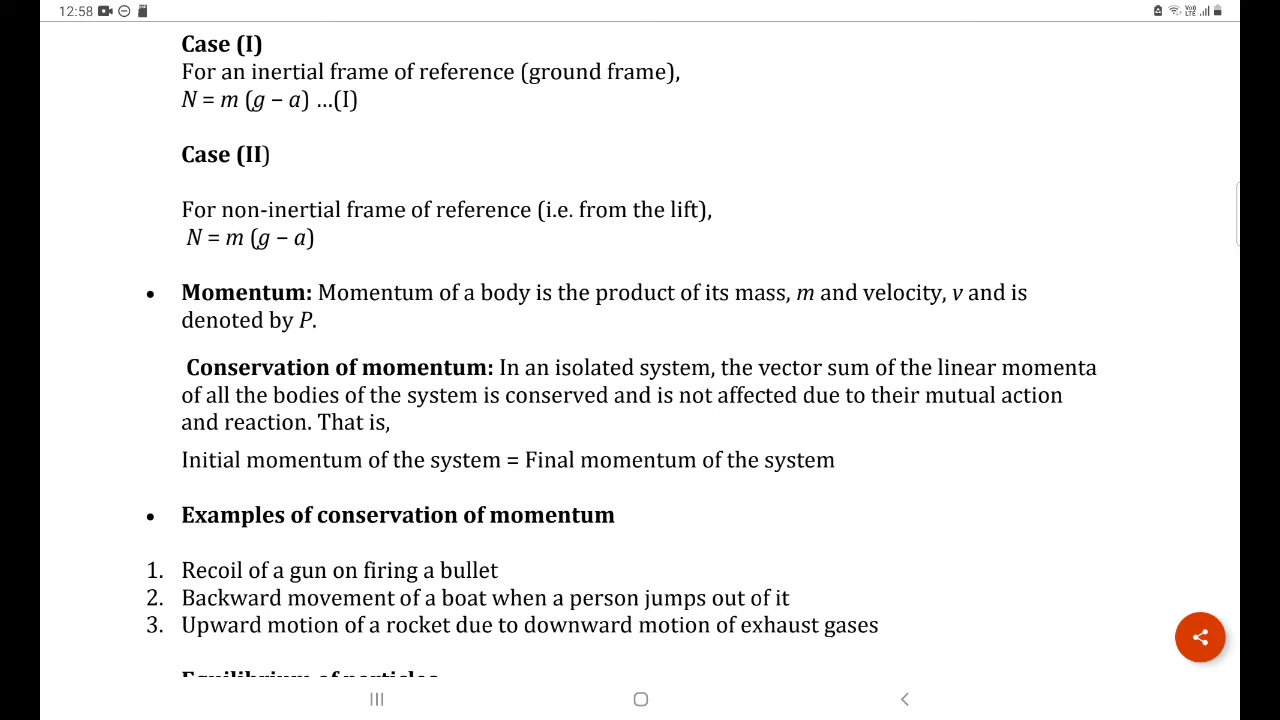 12:58
Vo)) LTE
Case (I)
For an inertial frame of reference (ground frame),
N = m (g − a) ...(I)
Case (II)
For non-inertial frame of reference (i.e. from the lift),
N = m (g − a)
• Momentum: Momentum of a body is the product of its mass, m and velocity, v and is
denoted by P.
Conservation of momentum: In an isolated system, the vector sum of the linear momenta
of all the bodies of the system is conserved and is not affected due to their mutual action
and reaction. That is,
Initial momentum of the system = Final momentum of the system
• Examples of conservation of momentum
1. Recoil of a gun on firing a bullet
2. Backward movement of a boat when a person jumps out of it
3. Upward motion of a rocket due to downward motion of exhaust gases
Equilibrium of particles